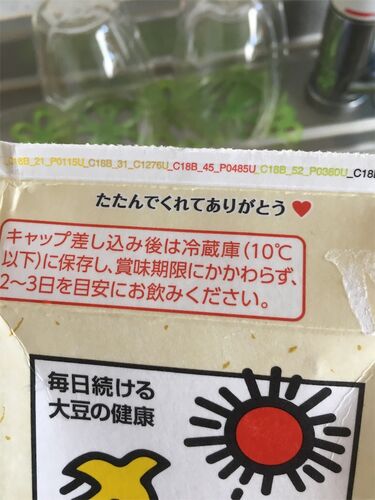 _C18B_21_P0115U_C18B_31_C1276U_C18B_45_P0485U_C18B_52_P0360U_C18B
たたんでくれてありがとう❤
キャップ差し込み後は冷蔵庫(10℃
以下)に保存し、賞味期限にかかわらず、
2〜3日を目安にお飲みください。
毎日続ける
大豆の健康